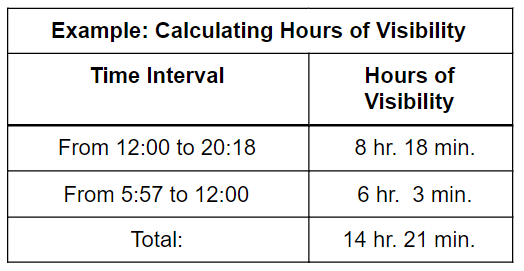 Example: Calculating Hours of Visibility
Time Interval
Hours of
Visibility
From 12:00 to 20:18
8 hr. 18 min.
From 5:57 to 12:00
6 hr. 3 min.
Total:
14 hr. 21 min.